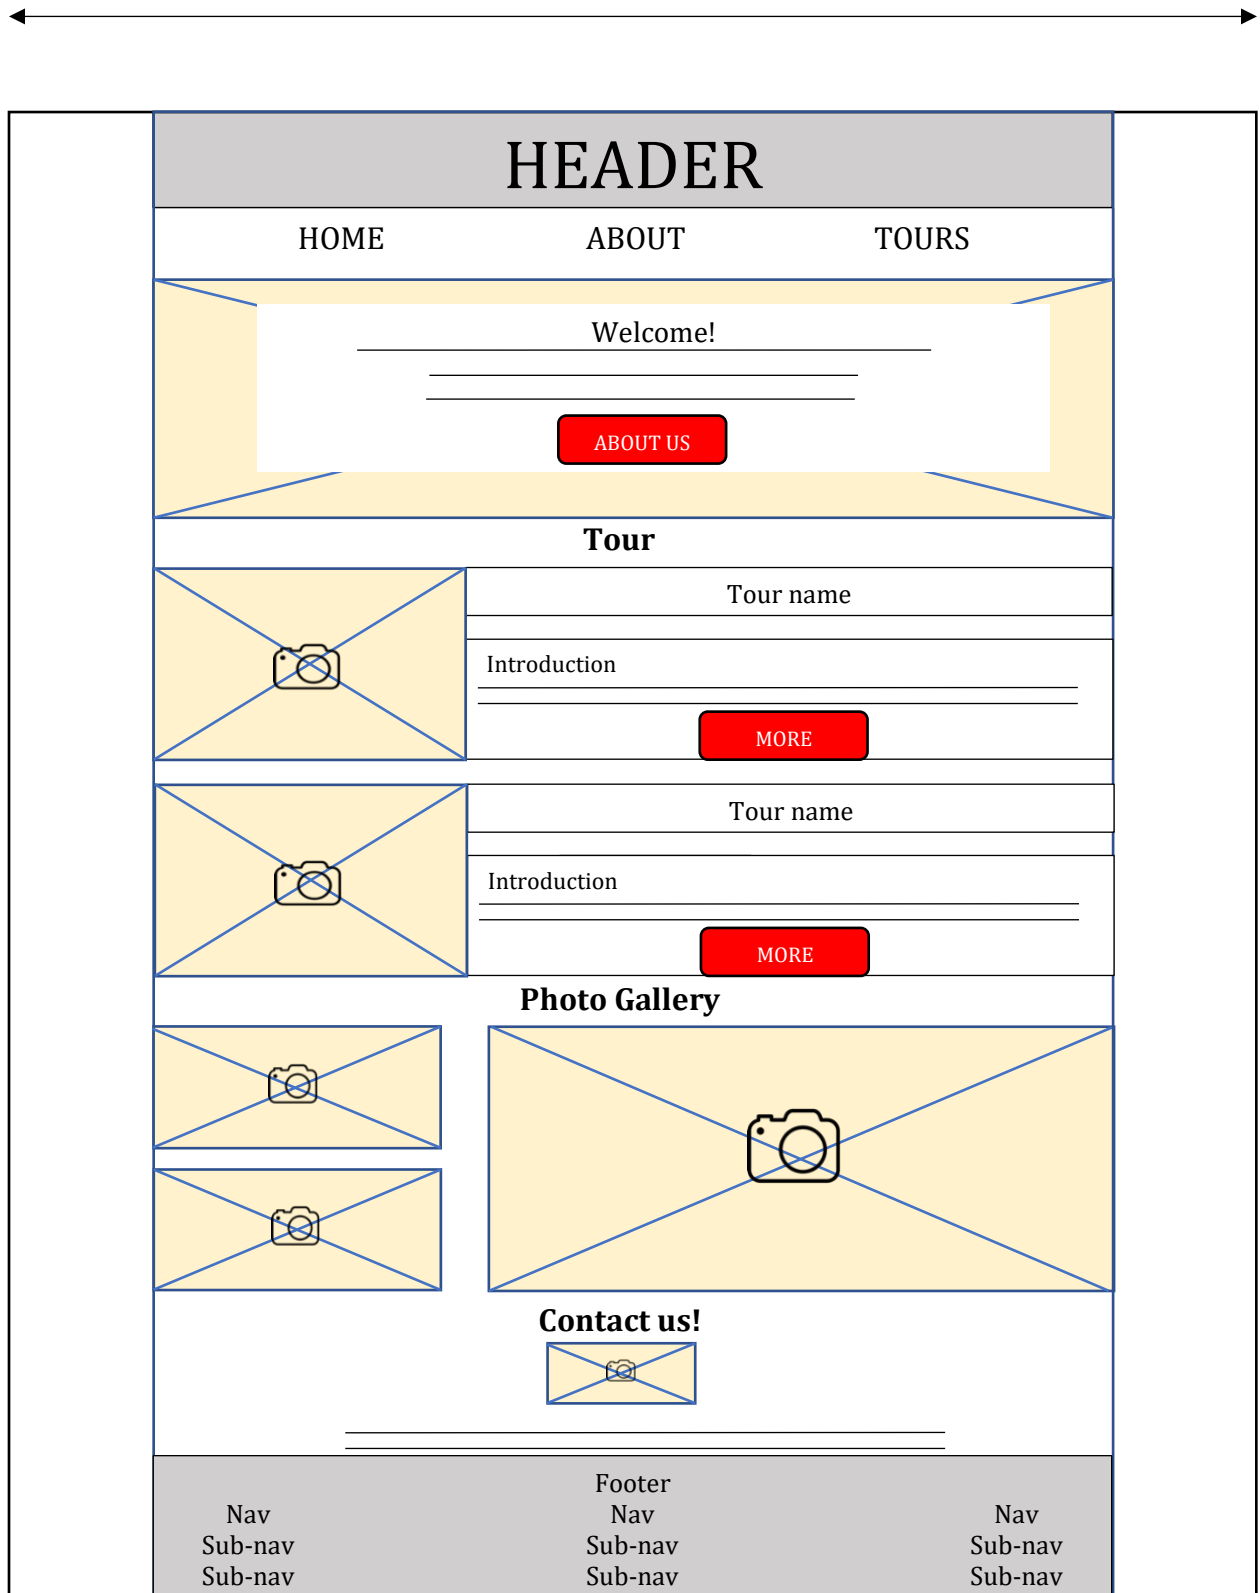 HEADER
HOME ABOUT TOURS
Welcome!
ABOUT US
Tour
Tour name
Introduction
MORE
Tour name
Introduction
MORE
Photo Gallery
Contact us!
Footer
Nav Nav Nav
Sub-nav Sub-nav Sub-nav
Sub-nav Sub-nav Sub-nav